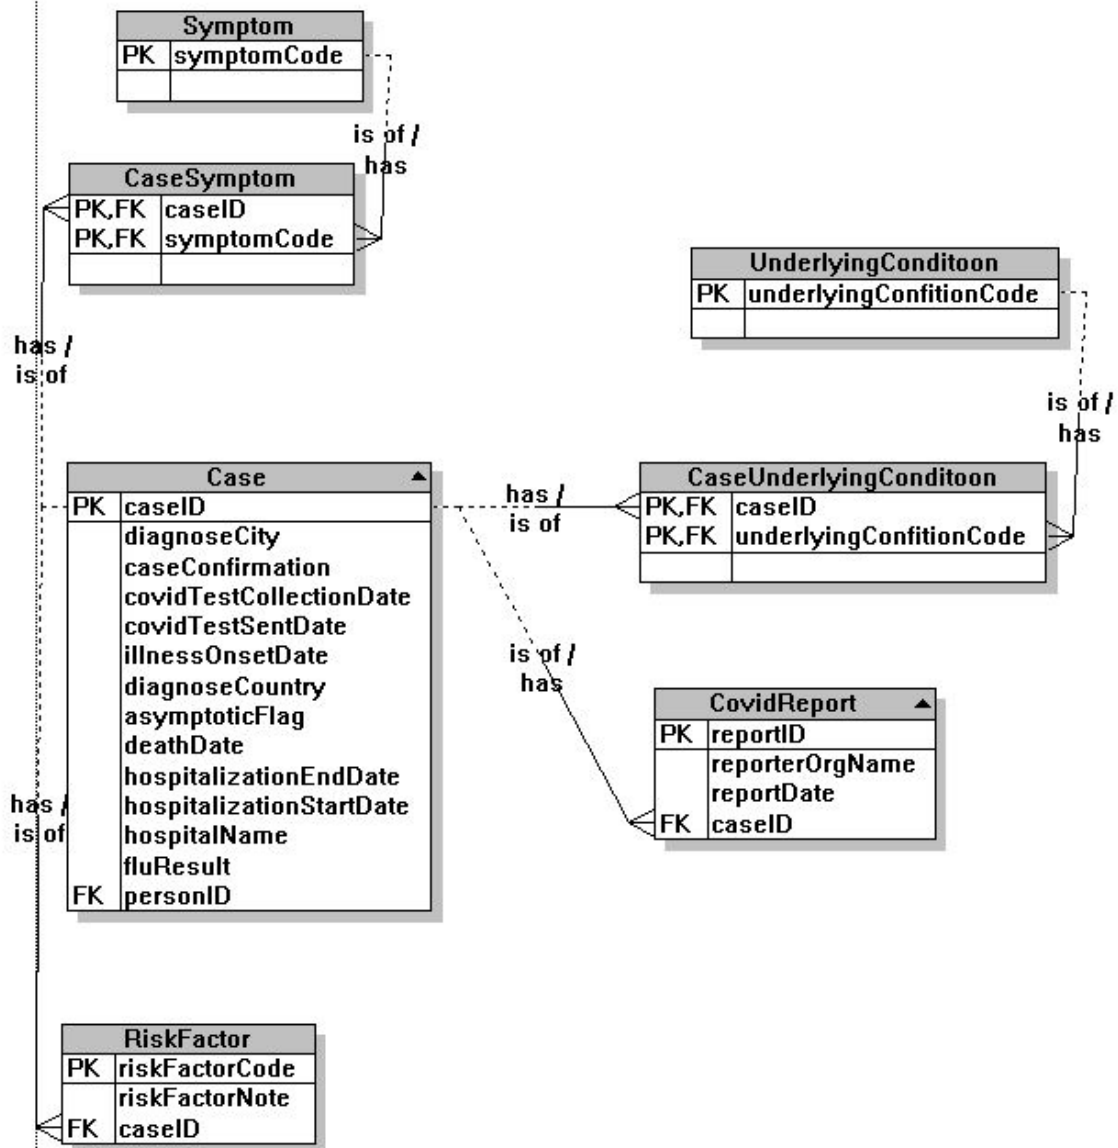 Symptom
PK symptomCode
is of /
has
CaseSymptom
PK,FK caseID
PK,FK symptomCode
UnderlyingConditoon
PK underlyingConfitionCode
has /
is of
is of /
has
Case
PK caseID
diagnoseCity
caseConfirmation
covidTestCollectionDate
covidTestSentDate
illnessOnsetDate
diagnoseCountry
asymptoticFlag
deathDate
hospitalizationEndDate
hospitalizationStartDate
hospitalName
fluResult
FK personID
has /
is of
CaseUnderlyingConditoon
PK,FK caseID
PK,FK underlyingConfitionCode
is of /
has
CovidReport
PK reportID
reporterOrgName
reportDate
FK caseID
has /
is of
RiskFactor
PK riskFactorCode
riskFactorNote
FK caseID